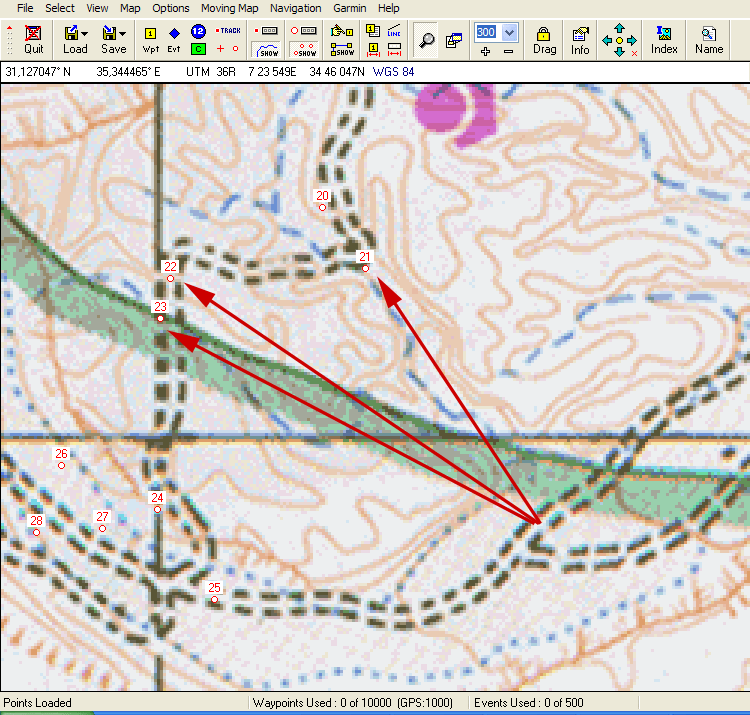 File Select View Map Options Moving Map Navigation Garmin Help
1 12 TRACK LINE 300
C SHOW SHOW SHOW 1
Quit Load Save Wpt Evt + o + − Drag Info Index Name
31,127047° N 35,344465° E UTM 36R 7 23 549E 34 46 047N WGS 84
20
21
22
23
26
24
27
28
25
Points Loaded Waypoints Used : 0 of 10000 (GPS:1000) Events Used : 0 of 500